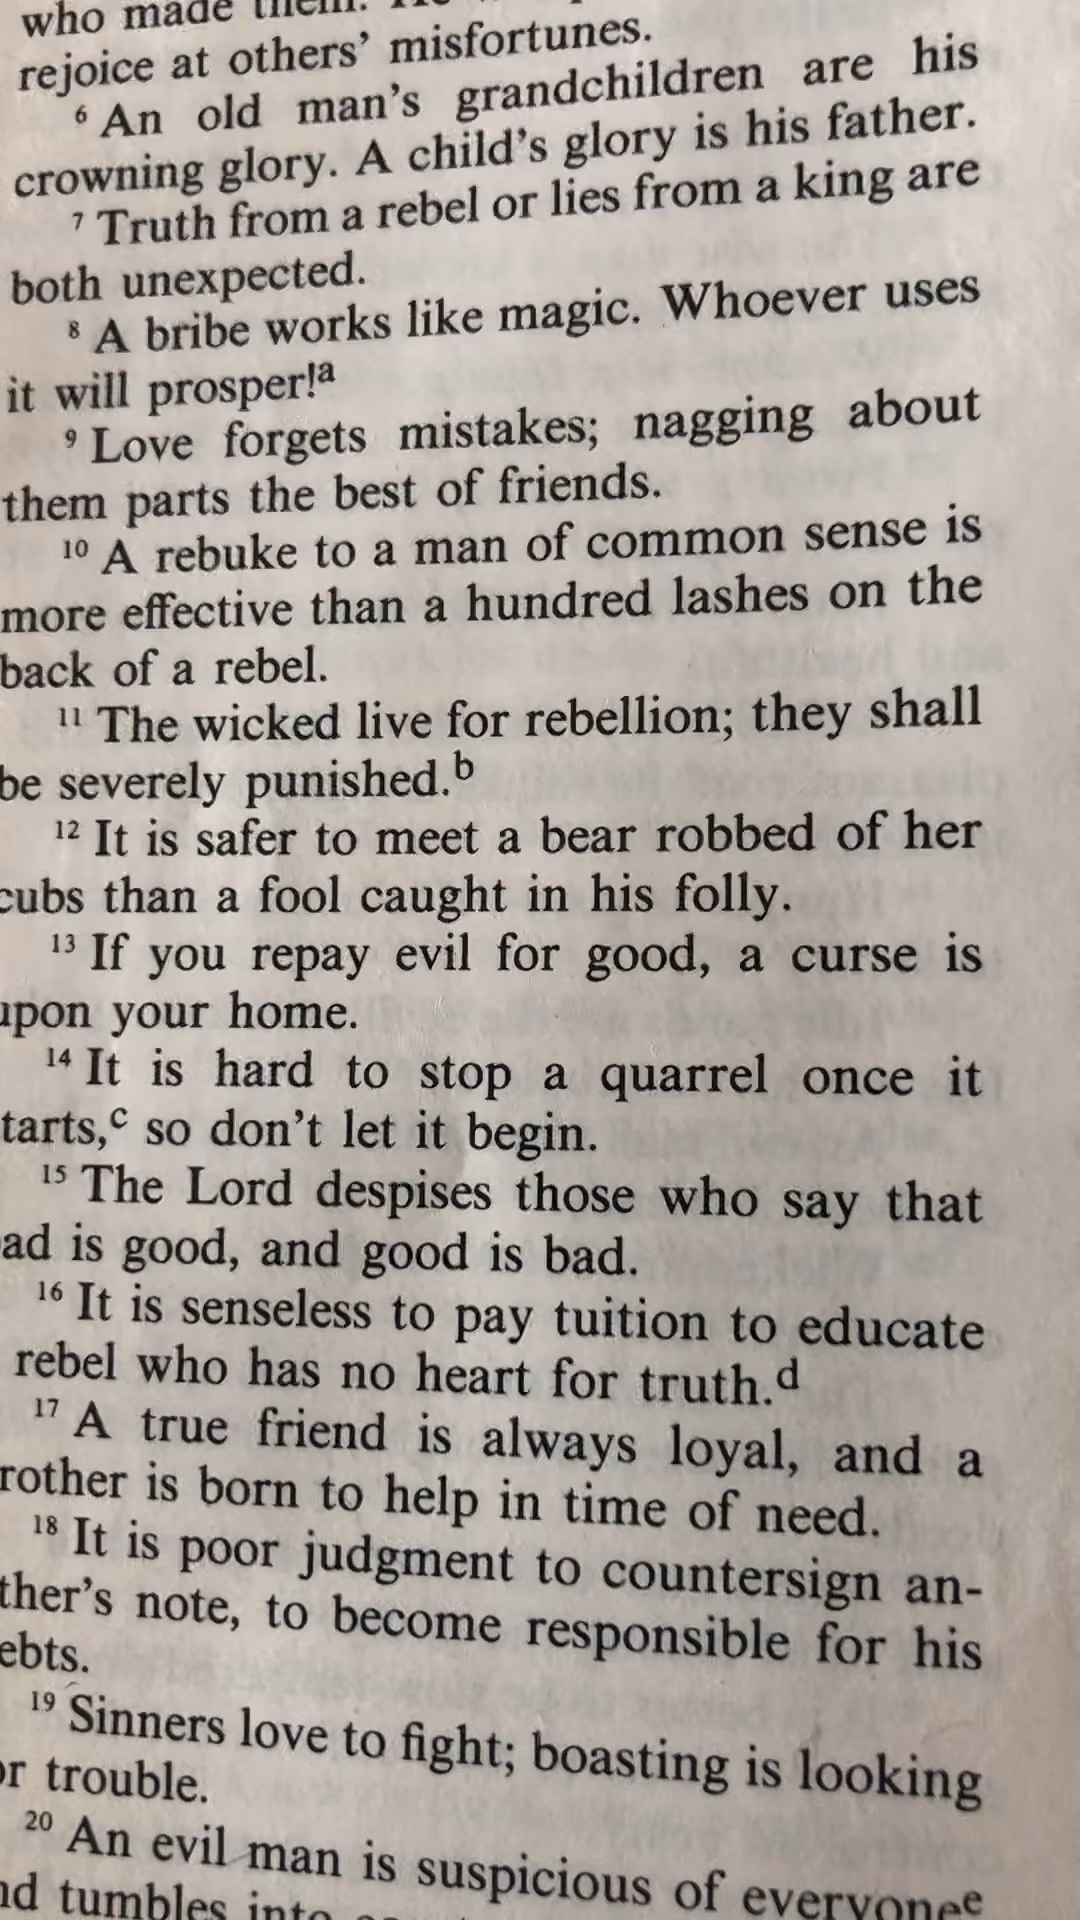 who made them. He
rejoice at others’ misfortunes.
6 An old man’s grandchildren are his
crowning glory. A child’s glory is his father.
7 Truth from a rebel or lies from a king are
both unexpected.
8 A bribe works like magic. Whoever uses
it will prosper!a
9 Love forgets mistakes; nagging about
them parts the best of friends.
10 A rebuke to a man of common sense is
more effective than a hundred lashes on the
back of a rebel.
11 The wicked live for rebellion; they shall
be severely punished.b
12 It is safer to meet a bear robbed of her
cubs than a fool caught in his folly.
13 If you repay evil for good, a curse is
upon your home.
14 It is hard to stop a quarrel once it
tarts,c so don’t let it begin.
15 The Lord despises those who say that
ad is good, and good is bad.
16 It is senseless to pay tuition to educate
rebel who has no heart for truth.d
17 A true friend is always loyal, and a
rother is born to help in time of need.
18 It is poor judgment to countersign an-
ther’s note, to become responsible for his
ebts.
19 Sinners love to fight; boasting is looking
or trouble.
20 An evil man is suspicious of everyonee
nd tumbles into